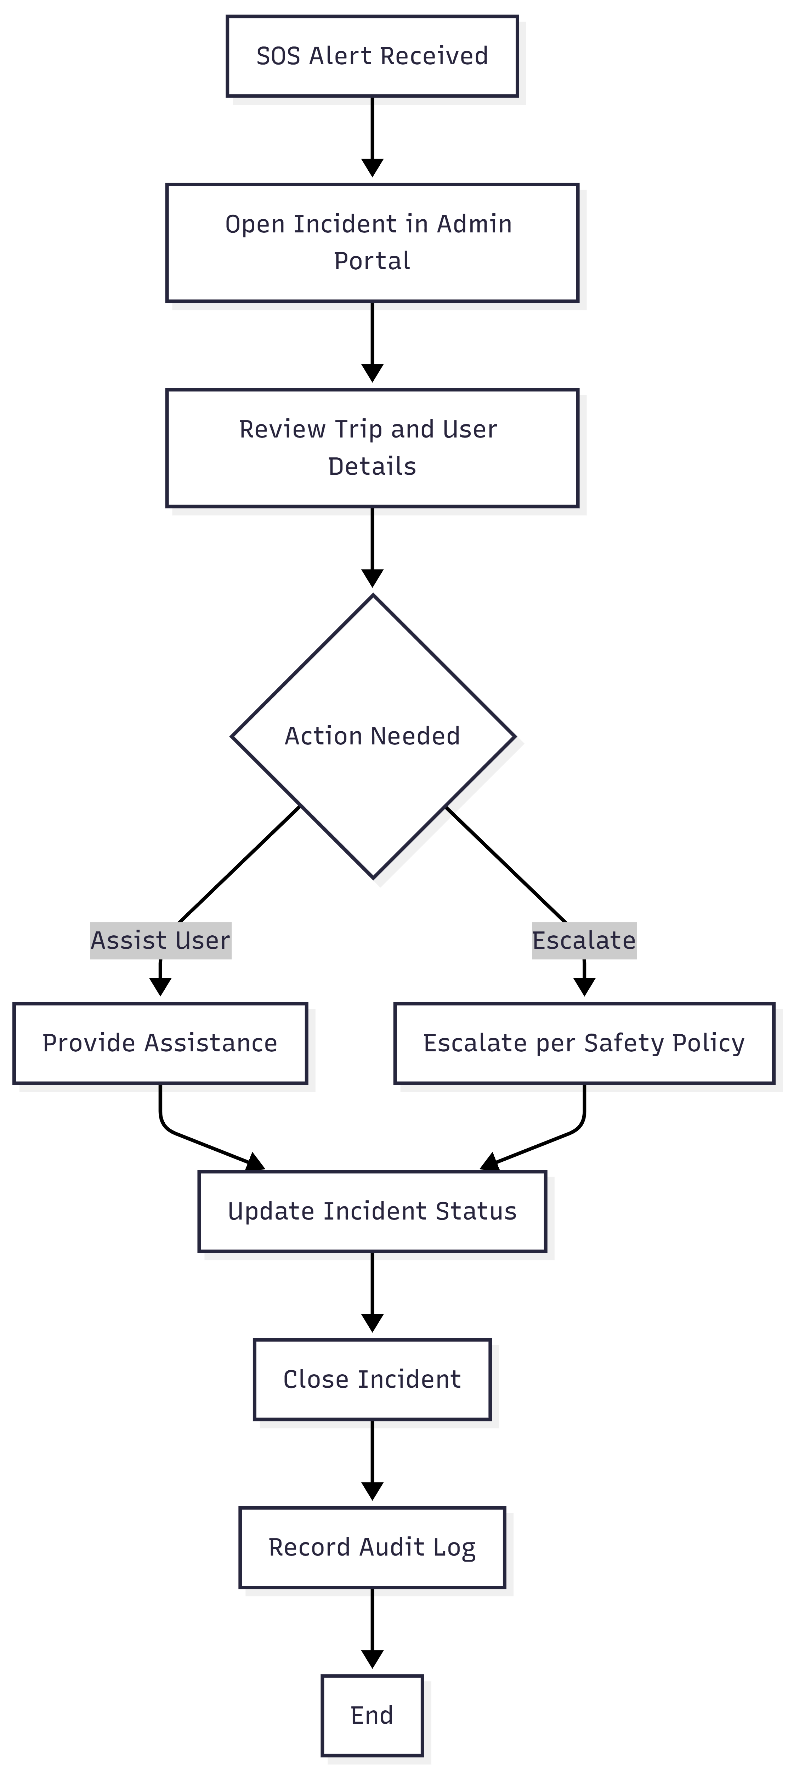 SOS Alert Received
Open Incident in Admin
Portal
Review Trip and User
Details
Action Needed
Assist User
Escalate
Provide Assistance
Escalate per Safety Policy
Update Incident Status
Close Incident
Record Audit Log
End